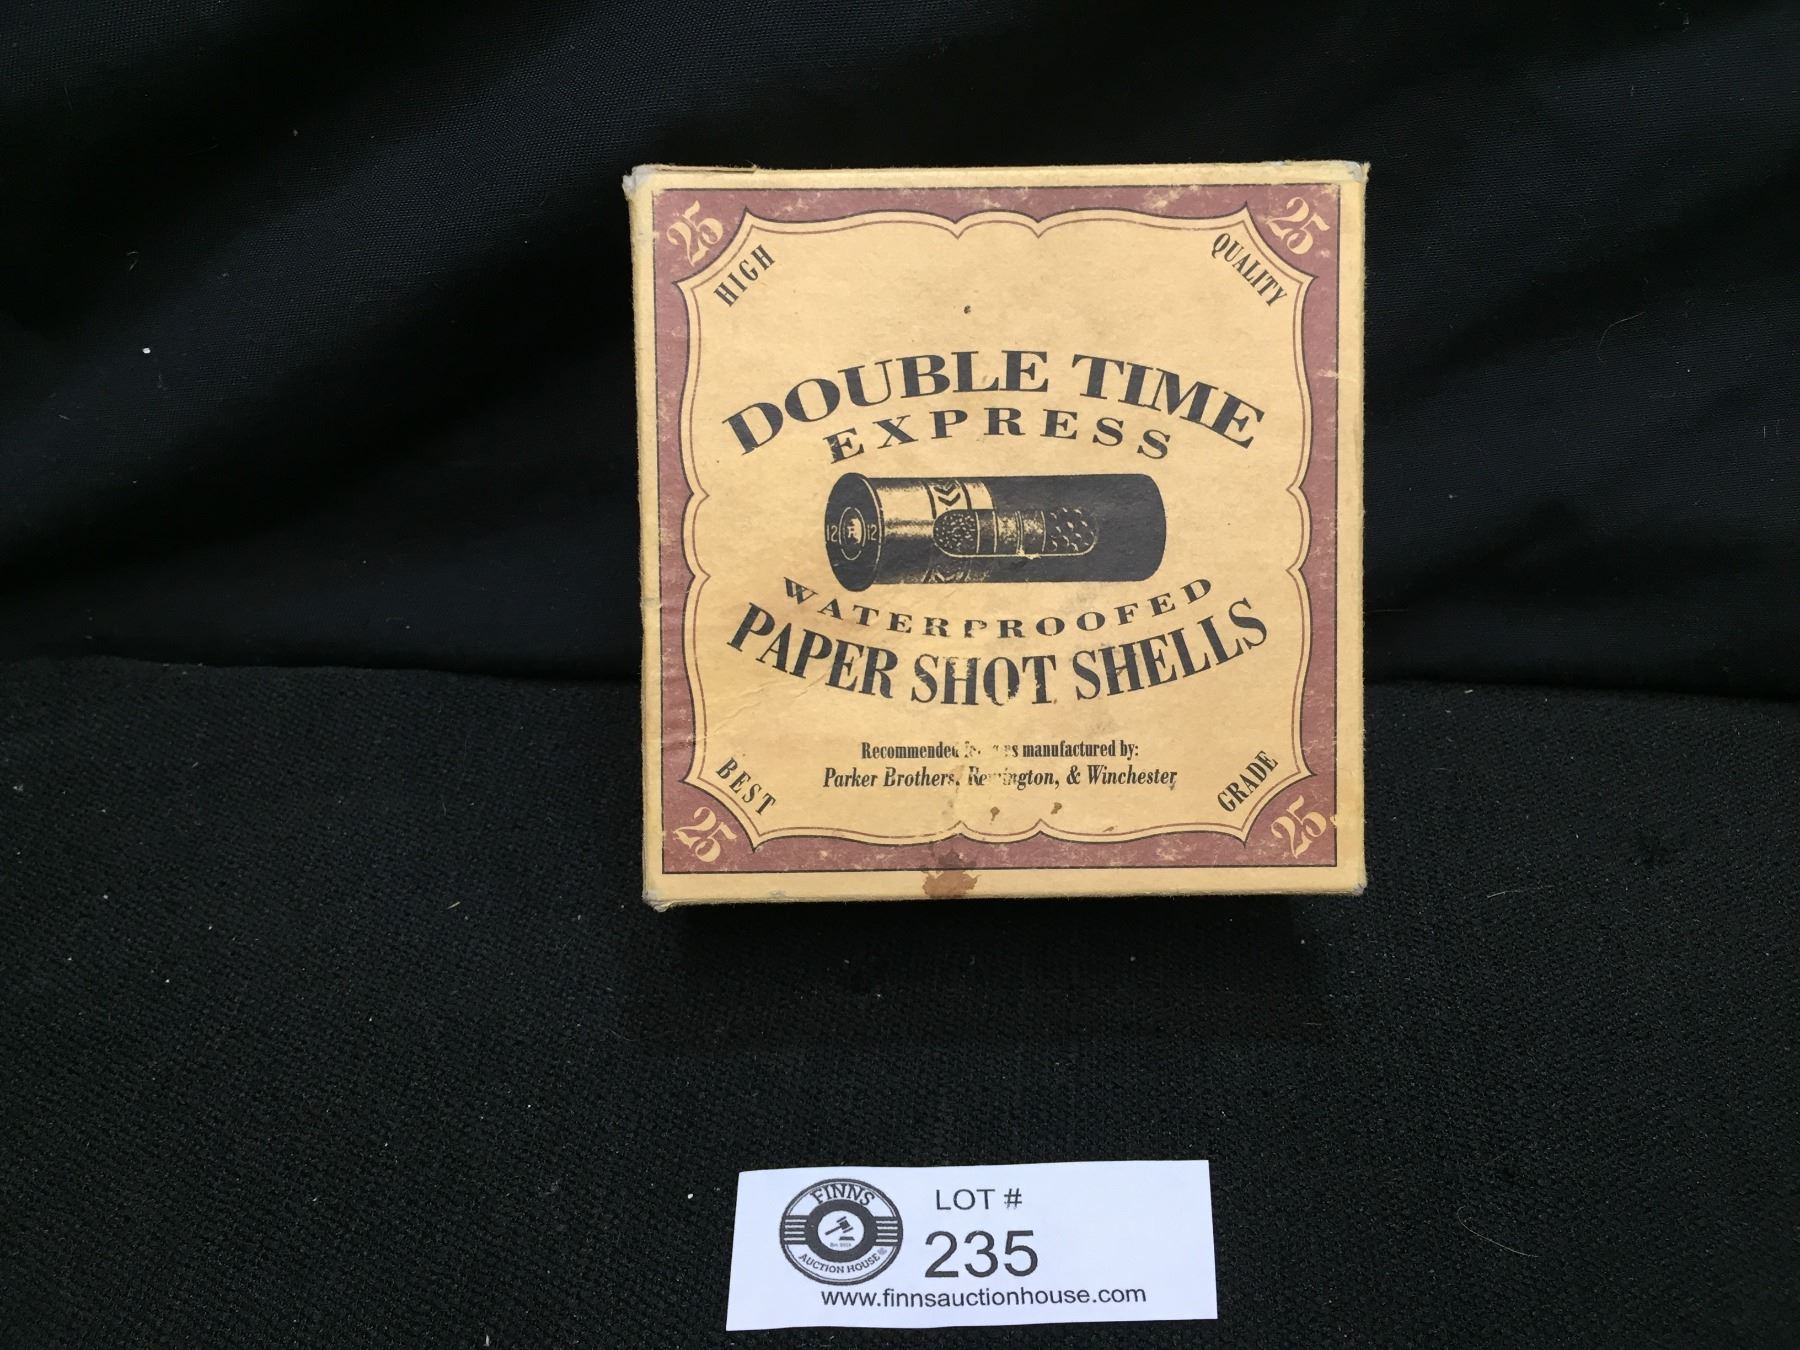 25 25
HIGH QUALITY
DOUBLE TIME
EXPRESS
12 12
WATERPROOFED
PAPER SHOT SHELLS
Recommended manufactured by:
Parker Brothers, Remington, & Winchester
BEST GRADE
25 25
FINNS
AUCTION HOUSE
LOT #
235
www.finnsauctionhouse.com